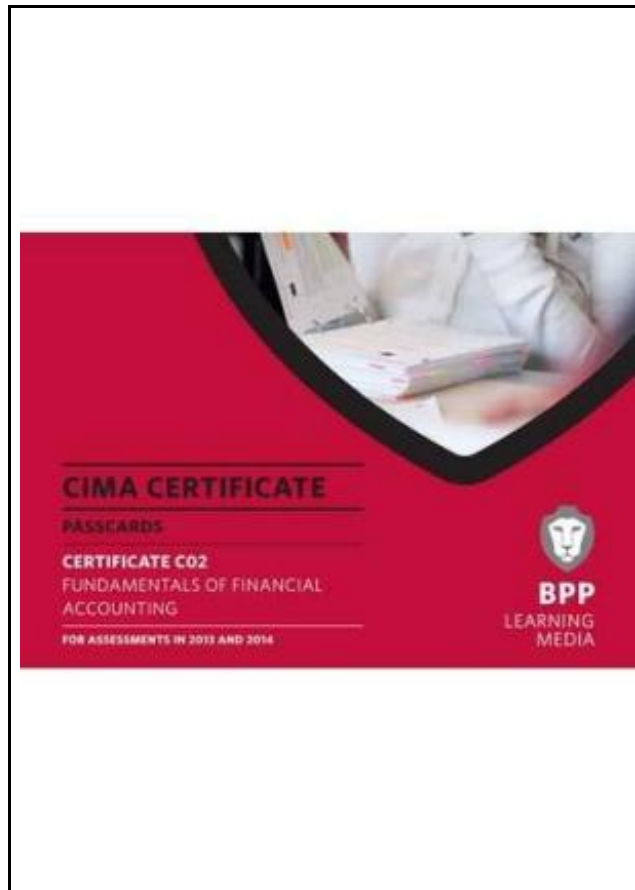 CIMA CERTIFICATE
PASSCARDS
CERTIFICATE C02
FUNDAMENTALS OF FINANCIAL
ACCOUNTING
FOR ASSESSMENTS IN 2013 AND 2014
BPP
LEARNING
MEDIA